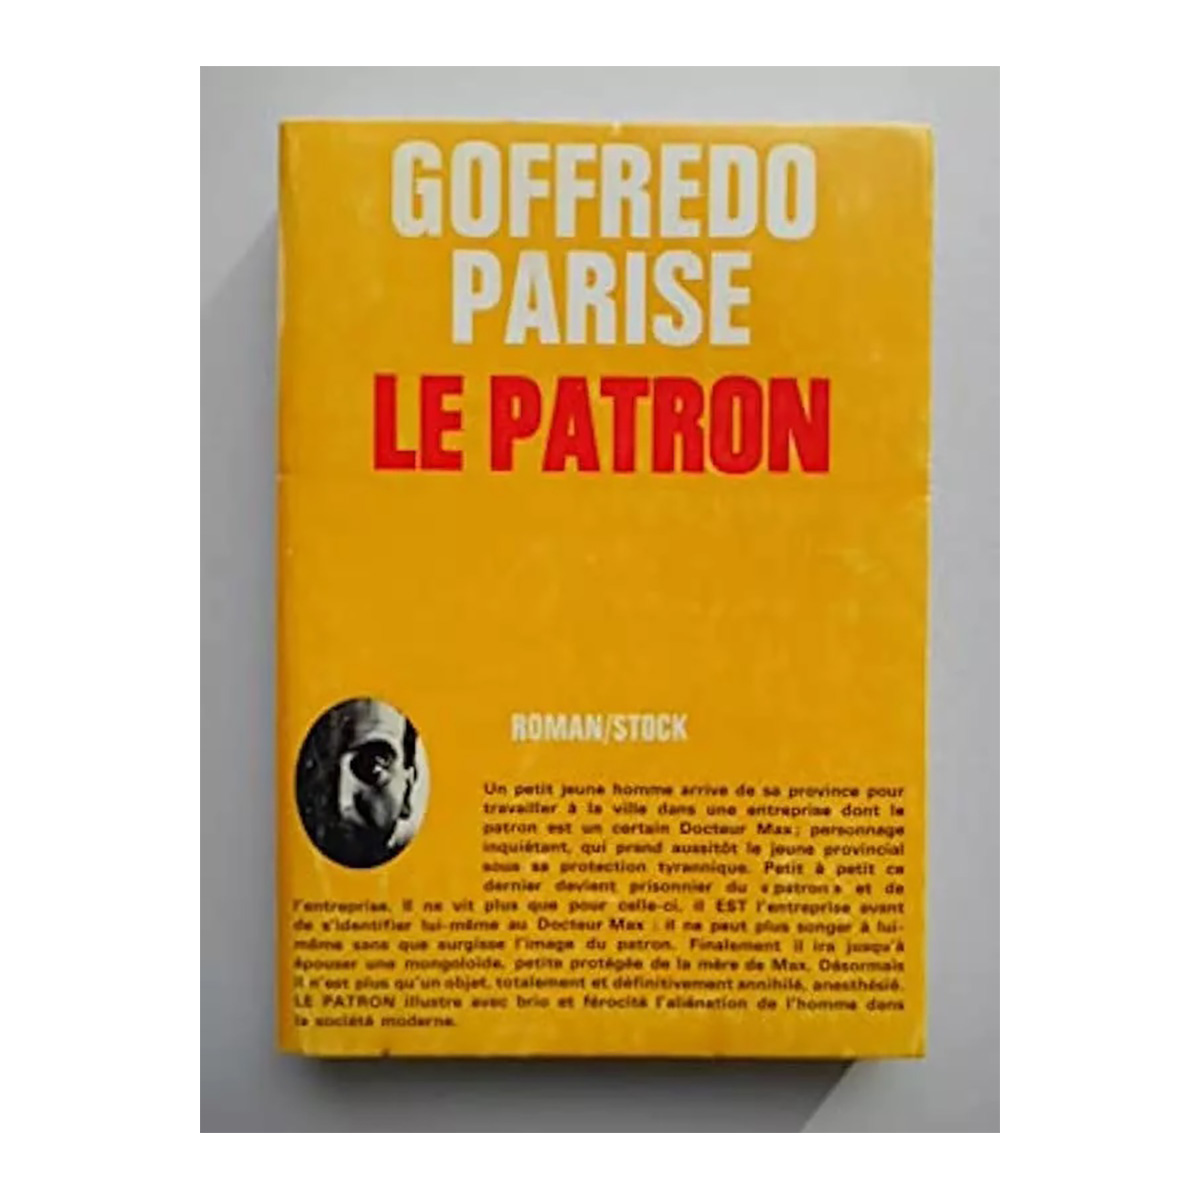 GOFFREDO
PARISE
LE PATRON
ROMAN/STOCK
Un petit jeune homme arrive de sa province pour
travailler à la ville dans une entreprise dont le
patron est un certain Docteur Max; personnage
inquiétant, qui prend aussitôt le jeune provincial
sous sa protection tyrannique. Petit à petit ce
dernier devient prisonnier du «patron» et de
l'entreprise. Il ne vit plus que pour celle-ci, il EST l'entreprise avant
de s'identifier lui-même au Docteur Max : il ne peut plus songer à lui-
même sans que surgisse l'image du patron. Finalement il ira jusqu'à
épouser une mongoloïde, petite protégée de la mère de Max. Désormais
il n'est plus qu'un objet, totalement et définitivement annihilé, anesthésié.
LE PATRON illustre avec brio et férocité l'aliénation de l'homme dans
la société moderne.